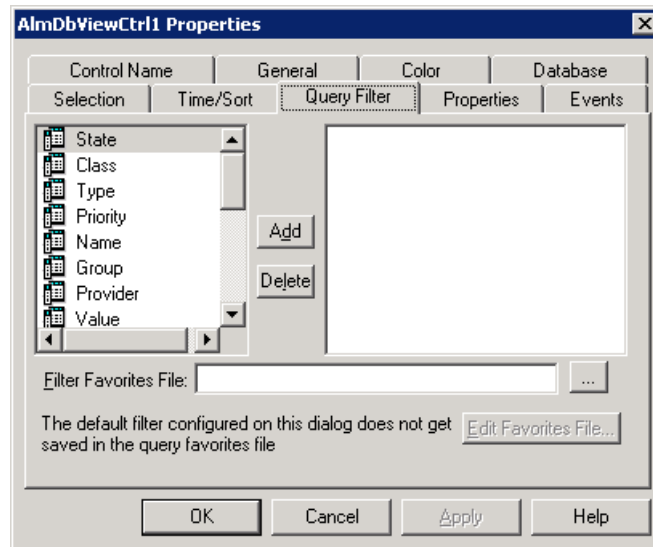 AlmDbViewCtrl1 Properties
Control Name
General
Color
Database
Selection
Time/Sort
Query Filter
Properties
Events
State
Class
Type
Priority
Name
Group
Provider
Value
Add
Delete
Filter Favorites File:
...
The default filter configured on this dialog does not get
saved in the query favorites file
Edit Favorites File...
OK
Cancel
Apply
Help